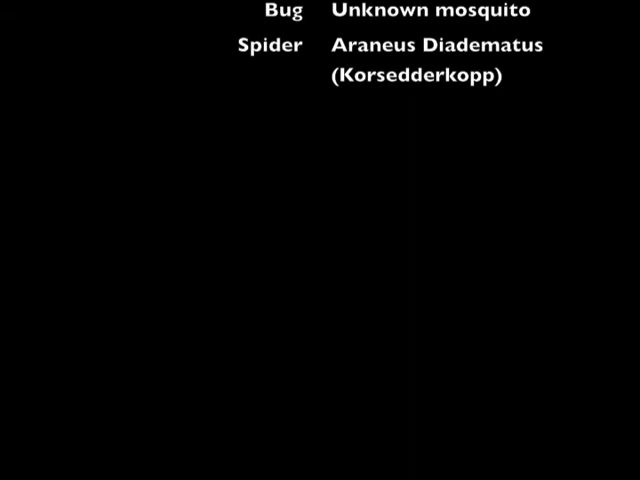 Bug Unknown mosquito
Spider Araneus Diadematus
(Korsedderkopp)